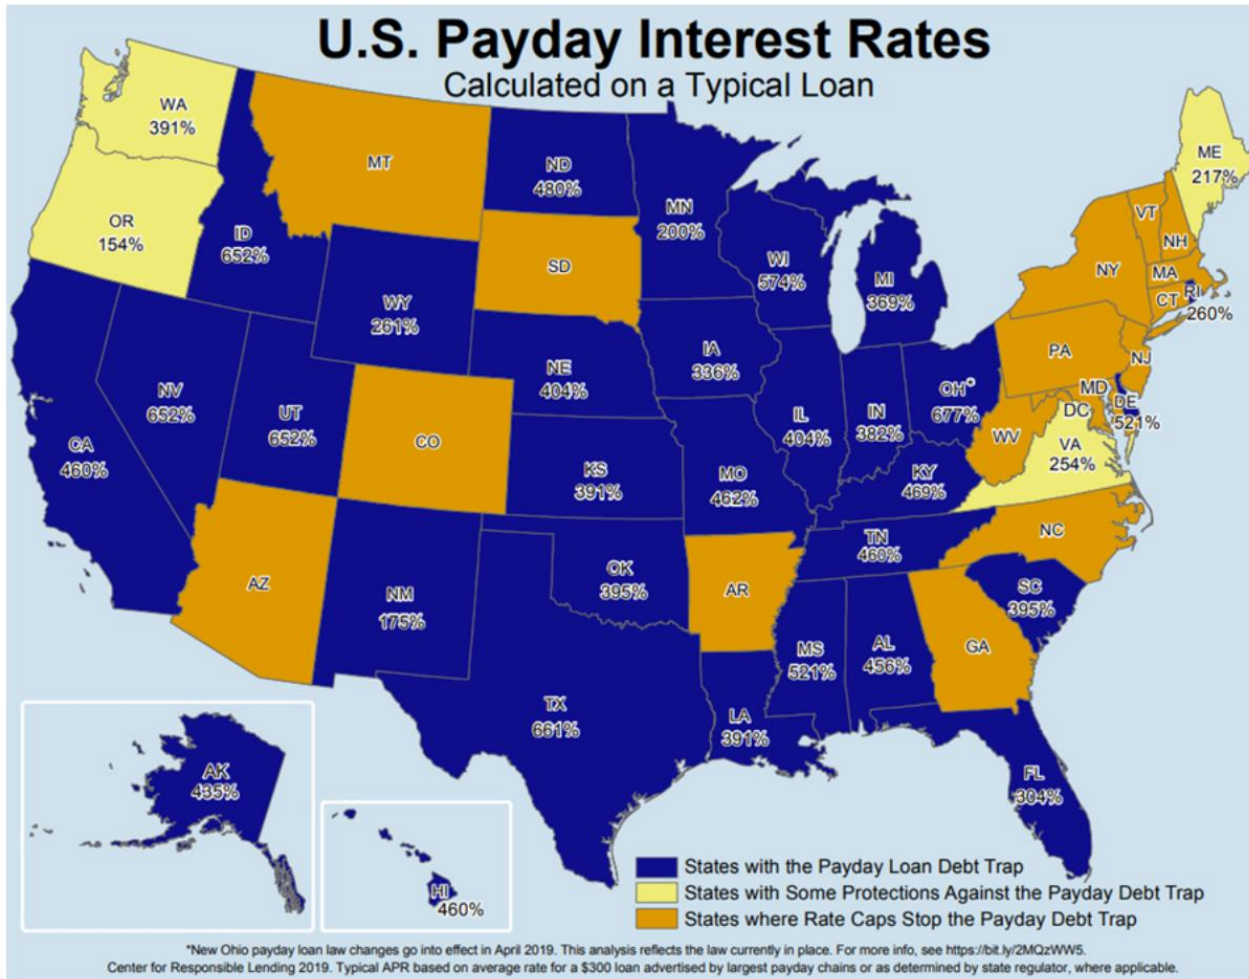 U.S. Payday Interest Rates
Calculated on a Typical Loan
WA
391%
OR
154%
ID
652%
MT
ND
480%
MN
200%
SD
WY
261%
WI
574%
MI
369%
ME
217%
VT
NH
NY
MA
CT
RI
260%
PA
NJ
NV
652%
UT
652%
CA
460%
CO
NE
404%
IA
336%
IL
404%
IN
382%
OH*
677%
MD
DE
521%
DC
WV
VA
254%
KS
391%
MO
462%
KY
469%
AZ
NM
175%
OK
395%
AR
TN
460%
NC
SC
395%
TX
661%
LA
391%
MS
521%
AL
456%
GA
FL
304%
AK
435%
HI
460%
States with the Payday Loan Debt Trap
States with Some Protections Against the Payday Debt Trap
States where Rate Caps Stop the Payday Debt Trap
*New Ohio payday loan law changes go into effect in April 2019. This analysis reflects the law currently in place. For more info, see https://bit.ly/2MQzWW5.
Center for Responsible Lending 2019. Typical APR based on average rate for a $300 loan advertised by largest payday chains or as determined by state regulator, where applicable.